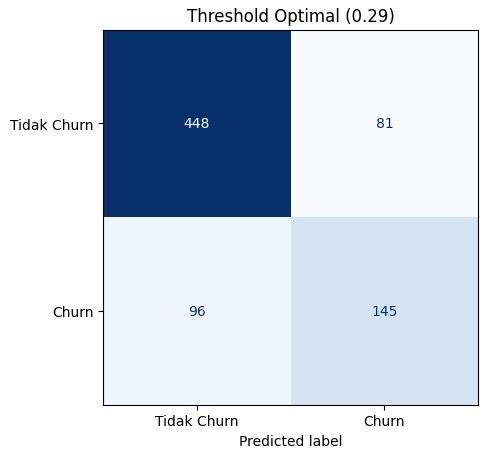 Threshold Optimal (0.29)
Tidak Churn
448
81
Churn
96
145
Tidak Churn
Churn
Predicted label